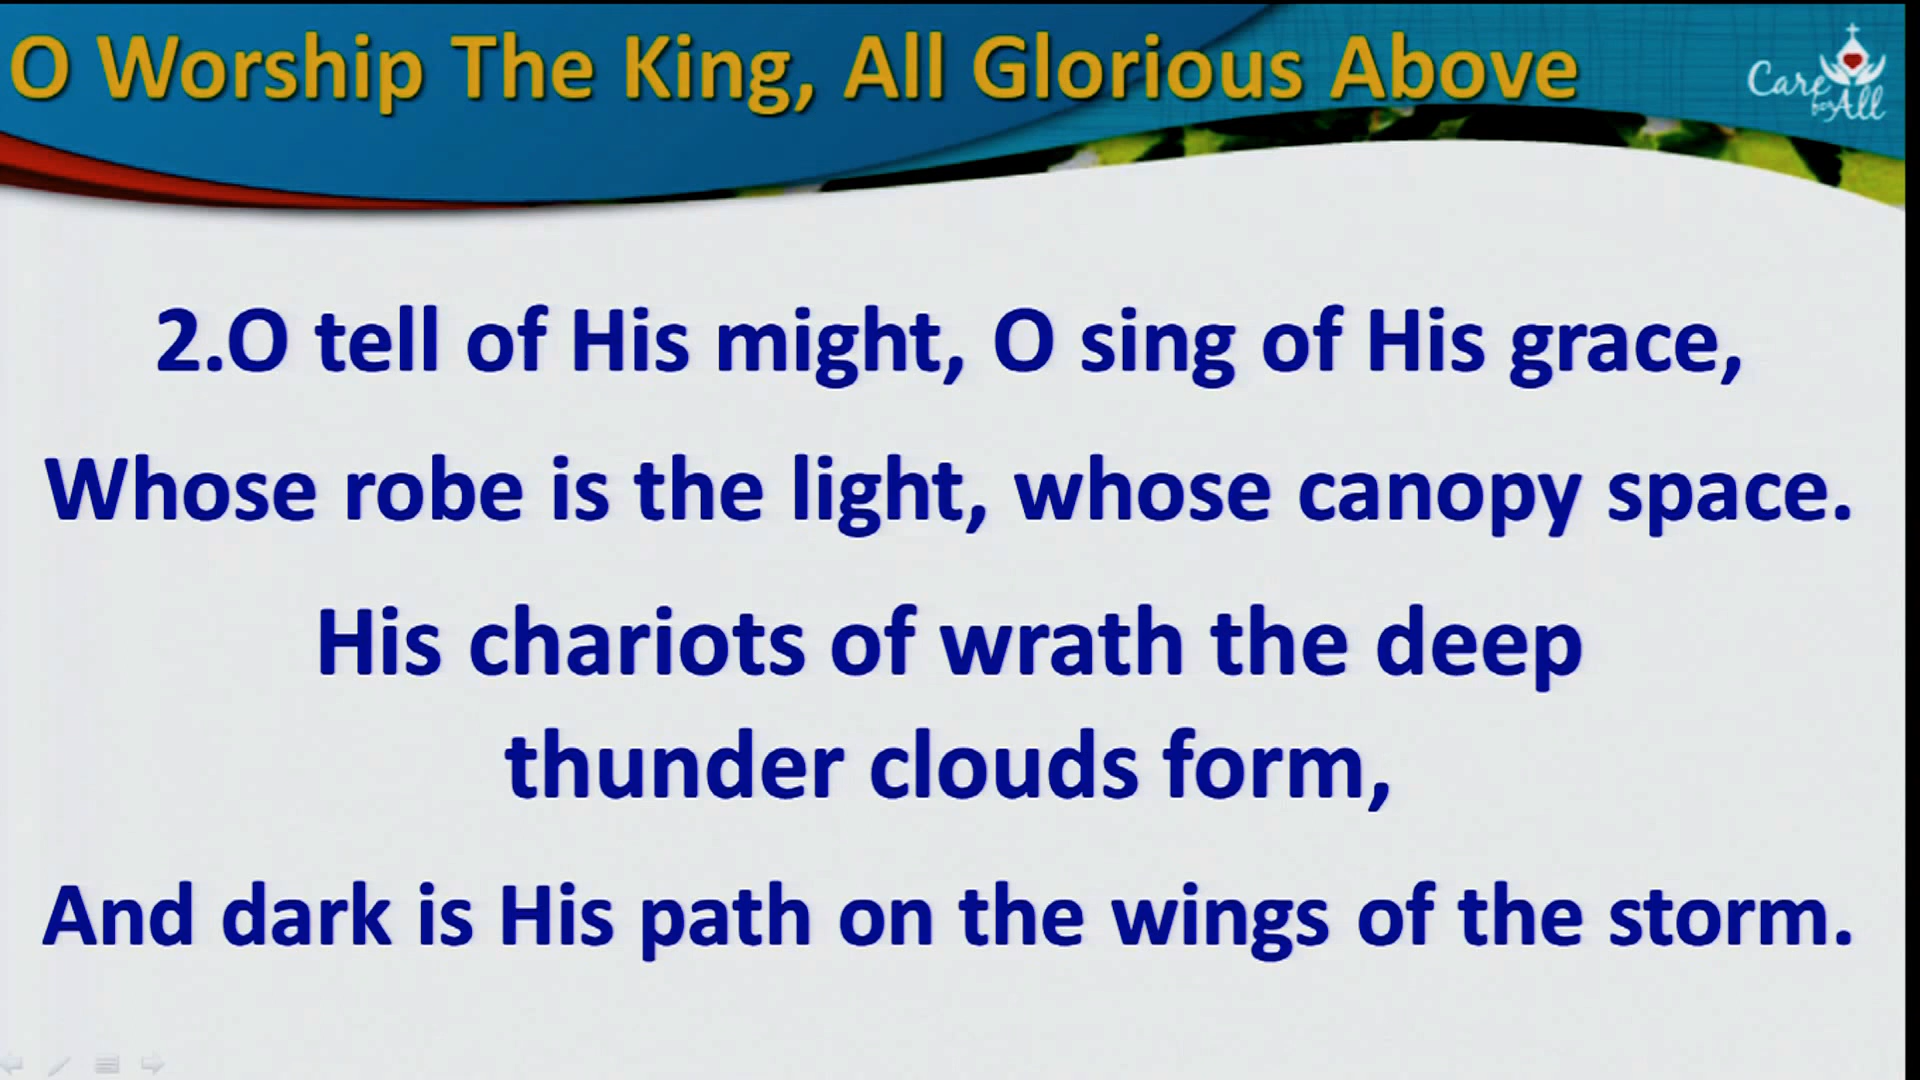 O Worship The King, All Glorious Above
Care
for All
2.O tell of His might, O sing of His grace,
Whose robe is the light, whose canopy space.
His chariots of wrath the deep
thunder clouds form,
And dark is His path on the wings of the storm.